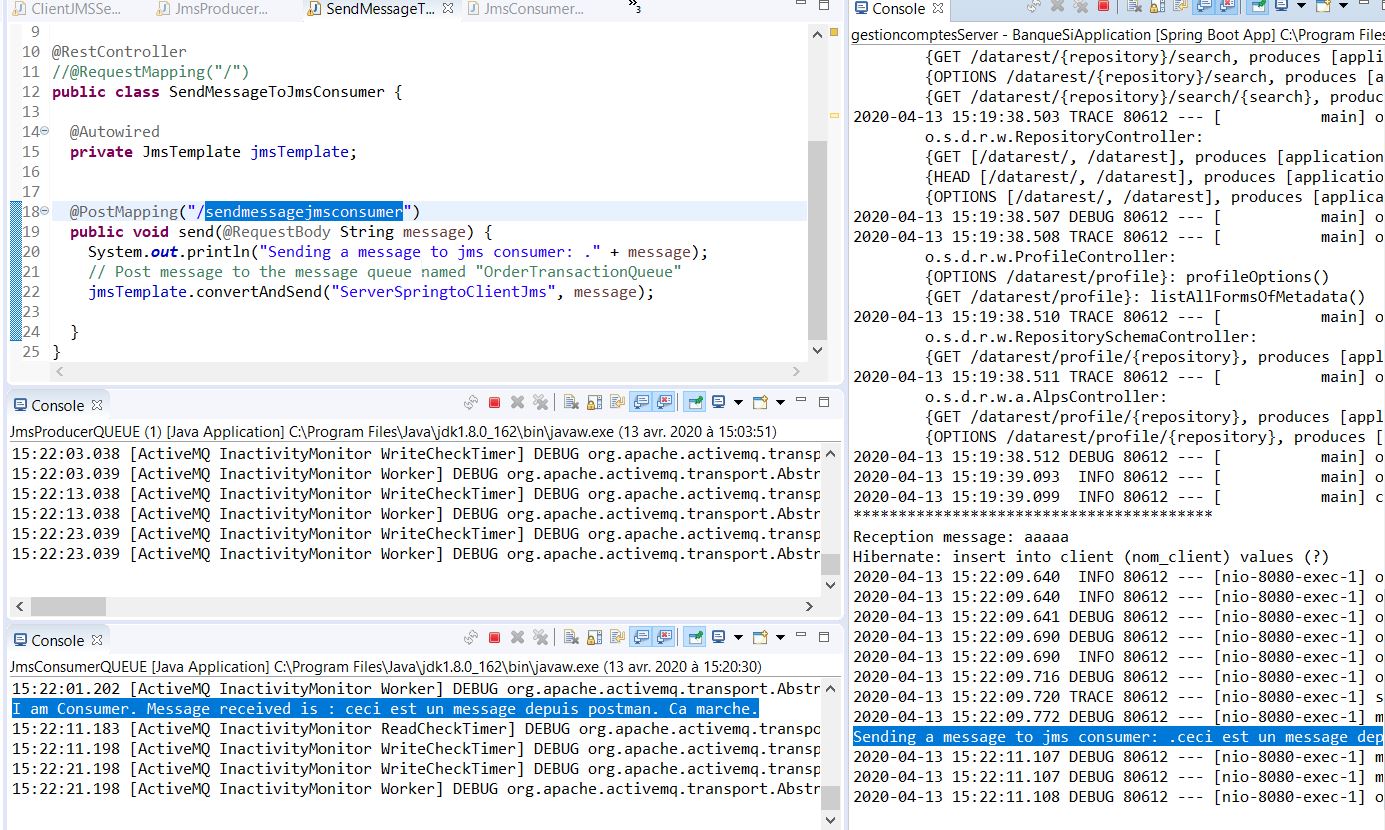 ClientJMSSe...
JmsProducer...
SendMessageT...
JmsConsumer...
»3
9
10 @RestController
11 //@RequestMapping("/")
12 public class SendMessageToJmsConsumer {
13
14 @Autowired
15 private JmsTemplate jmsTemplate;
16
17
18 @PostMapping("/sendmessagejmsconsumer")
19 public void send(@RequestBody String message) {
20 System.out.println("Sending a message to jms consumer: ." + message);
21 // Post message to the message queue named "OrderTransactionQueue"
22 jmsTemplate.convertAndSend("ServerSpringtoClientJms", message);
23
24 }
25 }
Console
JmsProducerQUEUE (1) [Java Application] C:\Program Files\Java\jdk1.8.0_162\bin\javaw.exe (13 avr. 2020 à 15:03:51)
15:22:03.038 [ActiveMQ InactivityMonitor WriteCheckTimer] DEBUG org.apache.activemq.transp
15:22:03.039 [ActiveMQ InactivityMonitor Worker] DEBUG org.apache.activemq.transport.Abstr
15:22:13.038 [ActiveMQ InactivityMonitor WriteCheckTimer] DEBUG org.apache.activemq.transp
15:22:13.038 [ActiveMQ InactivityMonitor Worker] DEBUG org.apache.activemq.transport.Abstr
15:22:23.039 [ActiveMQ InactivityMonitor WriteCheckTimer] DEBUG org.apache.activemq.transp
15:22:23.039 [ActiveMQ InactivityMonitor Worker] DEBUG org.apache.activemq.transport.Abstr
Console
JmsConsumerQUEUE [Java Application] C:\Program Files\Java\jdk1.8.0_162\bin\javaw.exe (13 avr. 2020 à 15:20:30)
15:22:01.202 [ActiveMQ InactivityMonitor Worker] DEBUG org.apache.activemq.transport.Abstr
I am Consumer. Message received is : ceci est un message depuis postman. Ca marche.
15:22:11.183 [ActiveMQ InactivityMonitor ReadCheckTimer] DEBUG org.apache.activemq.transpo
15:22:11.198 [ActiveMQ InactivityMonitor WriteCheckTimer] DEBUG org.apache.activemq.transp
15:22:21.198 [ActiveMQ InactivityMonitor WriteCheckTimer] DEBUG org.apache.activemq.transp
15:22:21.198 [ActiveMQ InactivityMonitor Worker] DEBUG org.apache.activemq.transport.Abstr
Console
gestioncomptesServer - BanqueSiApplication [Spring Boot App] C:\Program Files
{GET /datarest/{repository}/search, produces [appli
{OPTIONS /datarest/{repository}/search, produces [a
{GET /datarest/{repository}/search/{search}, produc
2020-04-13 15:19:38.503 TRACE 80612 --- [ main] o
o.s.d.r.w.RepositoryController:
{GET [/datarest/, /datarest], produces [application
{HEAD [/datarest/, /datarest], produces [applicatio
{OPTIONS [/datarest/, /datarest], produces [applica
2020-04-13 15:19:38.507 DEBUG 80612 --- [ main] o
2020-04-13 15:19:38.508 TRACE 80612 --- [ main] o
o.s.d.r.w.ProfileController:
{OPTIONS /datarest/profile}: profileOptions()
{GET /datarest/profile}: listAllFormsOfMetadata()
2020-04-13 15:19:38.510 TRACE 80612 --- [ main] o
o.s.d.r.w.RepositorySchemaController:
{GET /datarest/profile/{repository}, produces [appl
2020-04-13 15:19:38.511 TRACE 80612 --- [ main] o
o.s.d.r.w.a.AlpsController:
{GET /datarest/profile/{repository}, produces [appl
{OPTIONS /datarest/profile/{repository}, produces [
2020-04-13 15:19:38.512 DEBUG 80612 --- [ main] o
2020-04-13 15:19:39.093 INFO 80612 --- [ main] o
2020-04-13 15:19:39.099 INFO 80612 --- [ main] c
****************************************
Reception message: aaaaa
Hibernate: insert into client (nom_client) values (?)
2020-04-13 15:22:09.640 INFO 80612 --- [nio-8080-exec-1] o
2020-04-13 15:22:09.640 INFO 80612 --- [nio-8080-exec-1] o
2020-04-13 15:22:09.641 DEBUG 80612 --- [nio-8080-exec-1] o
2020-04-13 15:22:09.690 DEBUG 80612 --- [nio-8080-exec-1] o
2020-04-13 15:22:09.690 INFO 80612 --- [nio-8080-exec-1] o
2020-04-13 15:22:09.716 DEBUG 80612 --- [nio-8080-exec-1] o
2020-04-13 15:22:09.720 TRACE 80612 --- [nio-8080-exec-1] s
2020-04-13 15:22:09.772 DEBUG 80612 --- [nio-8080-exec-1] m
Sending a message to jms consumer: .ceci est un message dep
2020-04-13 15:22:11.107 DEBUG 80612 --- [nio-8080-exec-1] m
2020-04-13 15:22:11.107 DEBUG 80612 --- [nio-8080-exec-1] m
2020-04-13 15:22:11.108 DEBUG 80612 --- [nio-8080-exec-1] o